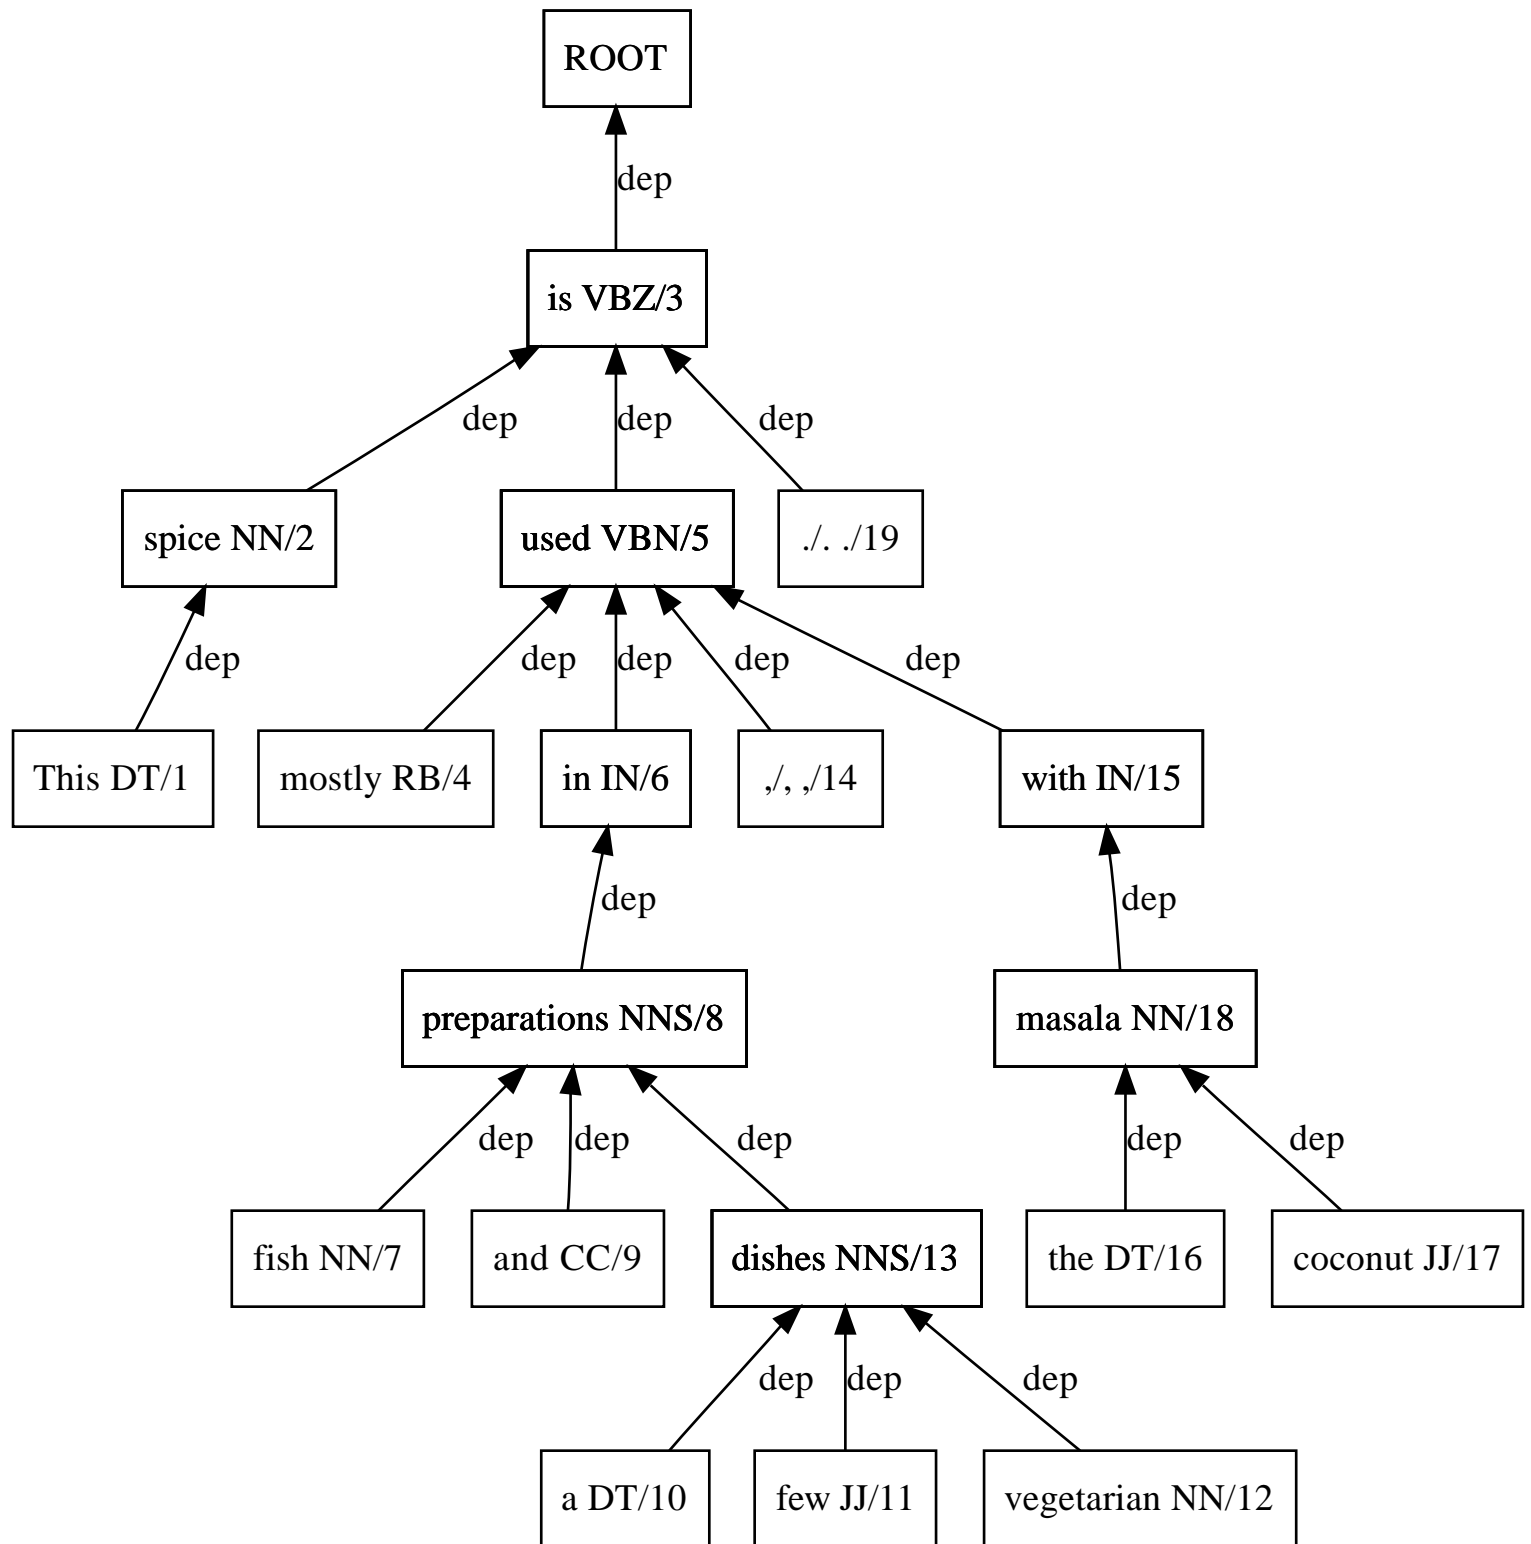 ROOT
dep
is VBZ/3
dep dep dep
spice NN/2 used VBN/5 ./. ./19
dep dep dep dep dep
This DT/1 mostly RB/4 in IN/6 ,/, ,/14 with IN/15
dep dep
preparations NNS/8 masala NN/18
dep dep dep dep dep
fish NN/7 and CC/9 dishes NNS/13 the DT/16 coconut JJ/17
dep dep dep
a DT/10 few JJ/11 vegetarian NN/12